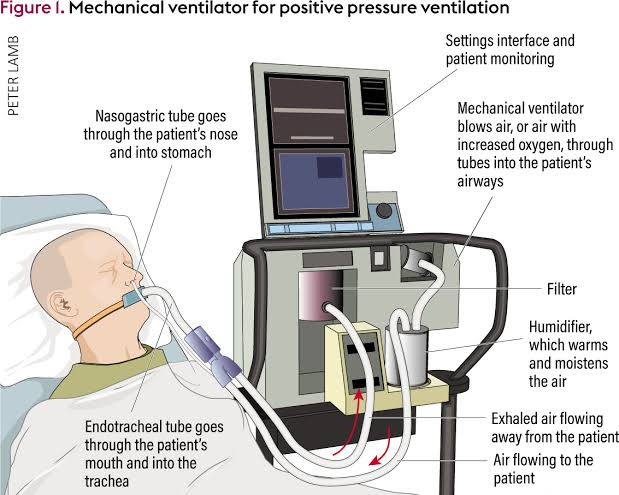 Figure 1. Mechanical ventilator for positive pressure ventilation
PETER LAMB
Settings interface and
patient monitoring
Nasogastric tube goes
through the patient's nose
and into stomach
Mechanical ventilator
blows air, or air with
increased oxygen, through
tubes into the patient's
airways
Filter
Humidifier,
which warms
and moistens
the air
Endotracheal tube goes
through the patient's
mouth and into the
trachea
Exhaled air flowing
away from the patient
Air flowing to the
patient